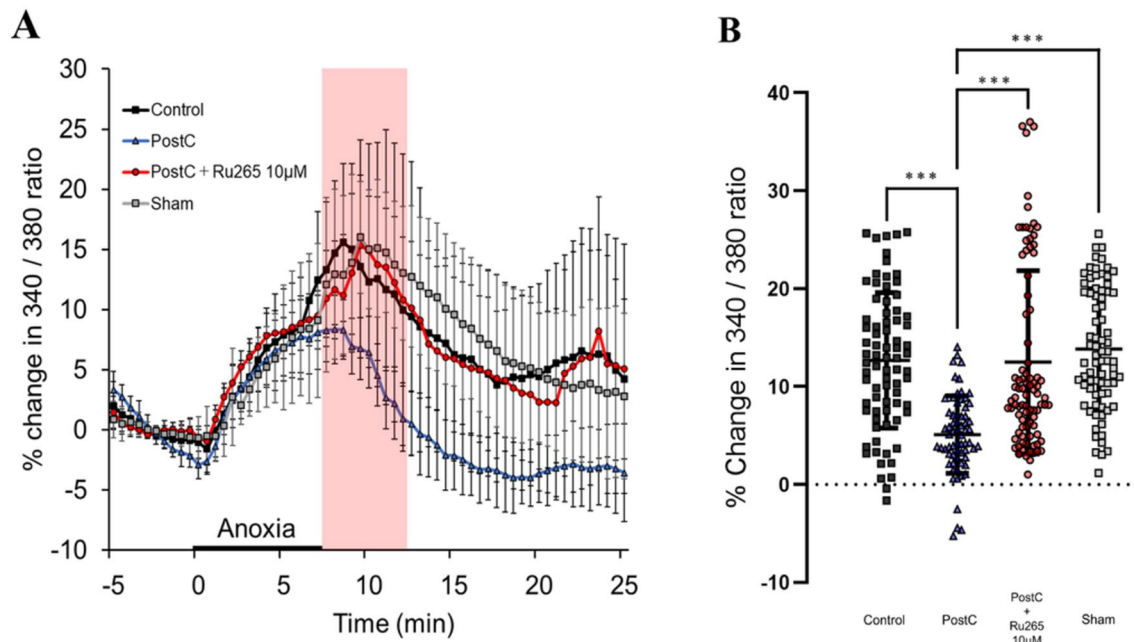 A
30
25
20
15
10
5
0
-5
-10
% change in 340 / 380 ratio
Control
PostC
PostC + Ru265 10μM
Sham
Anoxia
-5 0 5 10 15 20 25
Time (min)
B
***
***
***
40
30
20
10
0
-10
% Change in 340 / 380 ratio
Control
PostC
PostC
+
Ru265
10μM
Sham